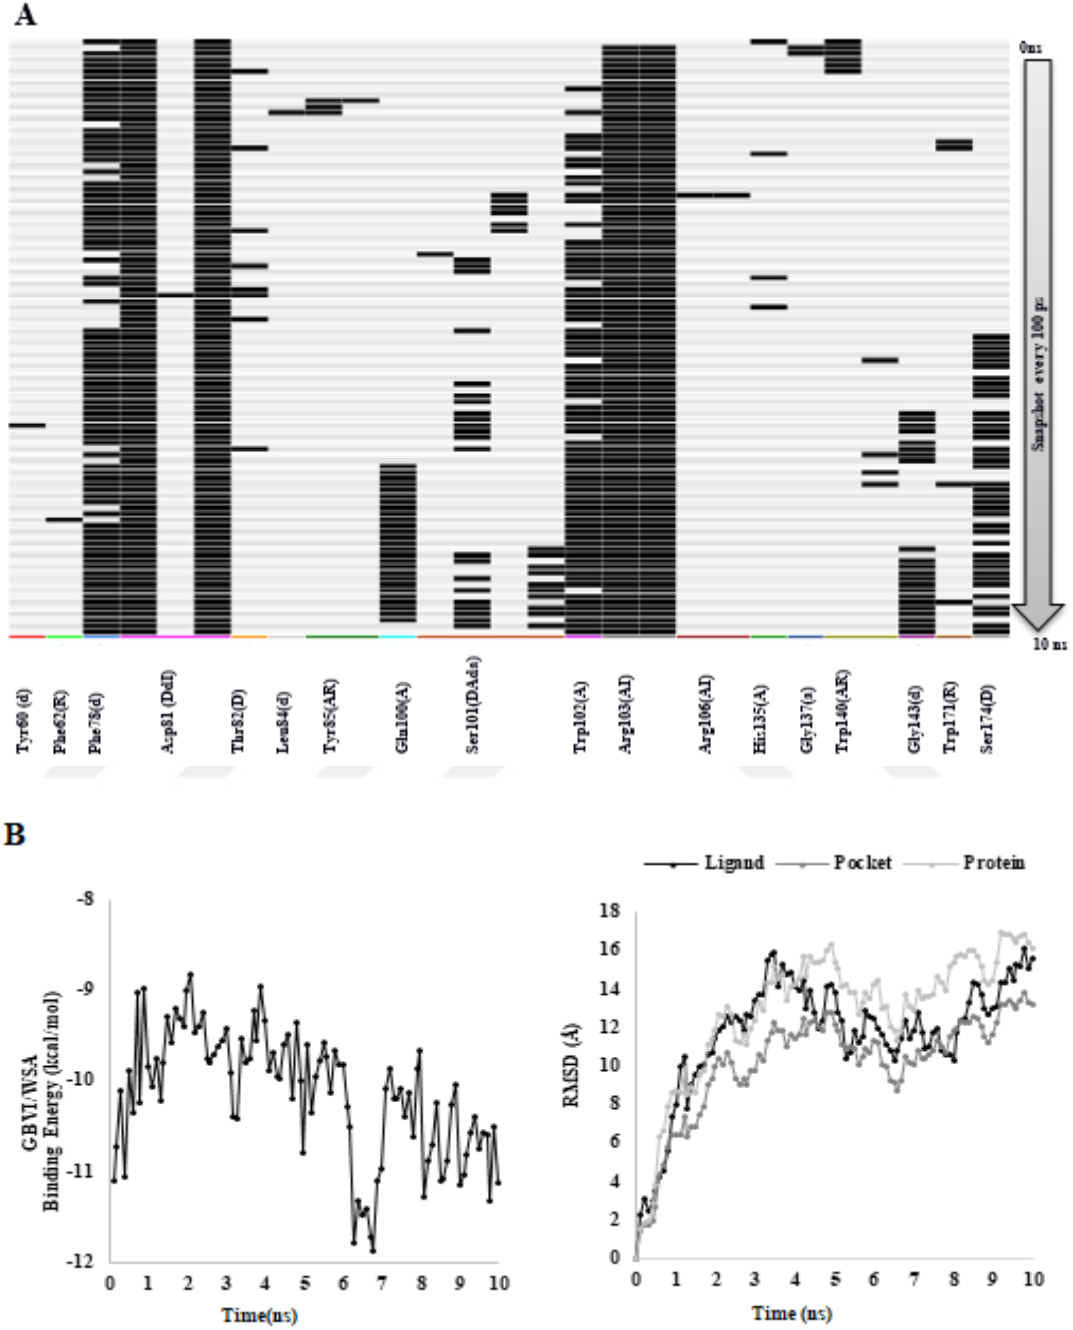 A
0ns
Snapshot every 100 ps
10 ns
Tyr60 (d)
Phe62(R)
Phe78(d)
Asp81 (DdI)
Thr82(D)
Leu84(d)
Tyr85(AR)
Gln100(A)
Ser101(DAds)
Trp102(A)
Arg103(AI)
Arg106(AI)
His135(A)
Gly137(a)
Trp140(AR)
Gly143(d)
Trp171(R)
Ser174(D)
B
-8
-9
-10
-11
-12
GBVI/WSA
Binding Energy (kcal/mol)
0 1 2 3 4 5 6 7 8 9 10
Time(ns)
Ligand Pocket Protein
18
16
14
12
10
8
6
4
2
0
RMSD (Å)
0 1 2 3 4 5 6 7 8 9 10
Time (ns)